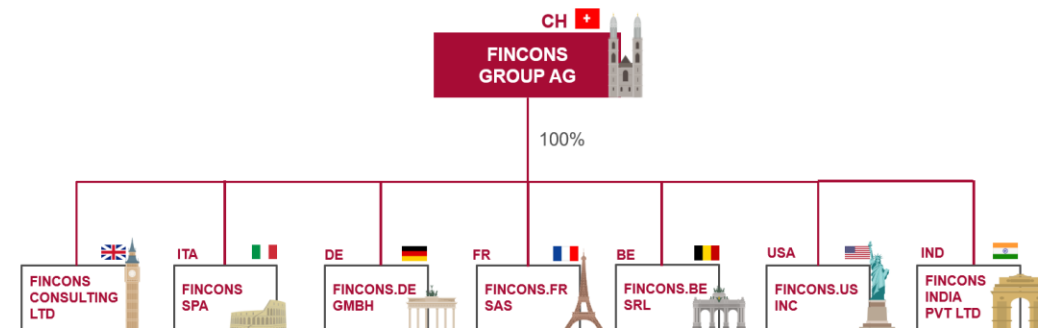 CH
FINCONS
GROUP AG
100%
FINCONS
CONSULTING
LTD
ITA
FINCONS
SPA
DE
FINCONS.DE
GMBH
FR
FINCONS.FR
SAS
BE
FINCONS.BE
SRL
USA
FINCONS.US
INC
IND
FINCONS
INDIA
PVT LTD